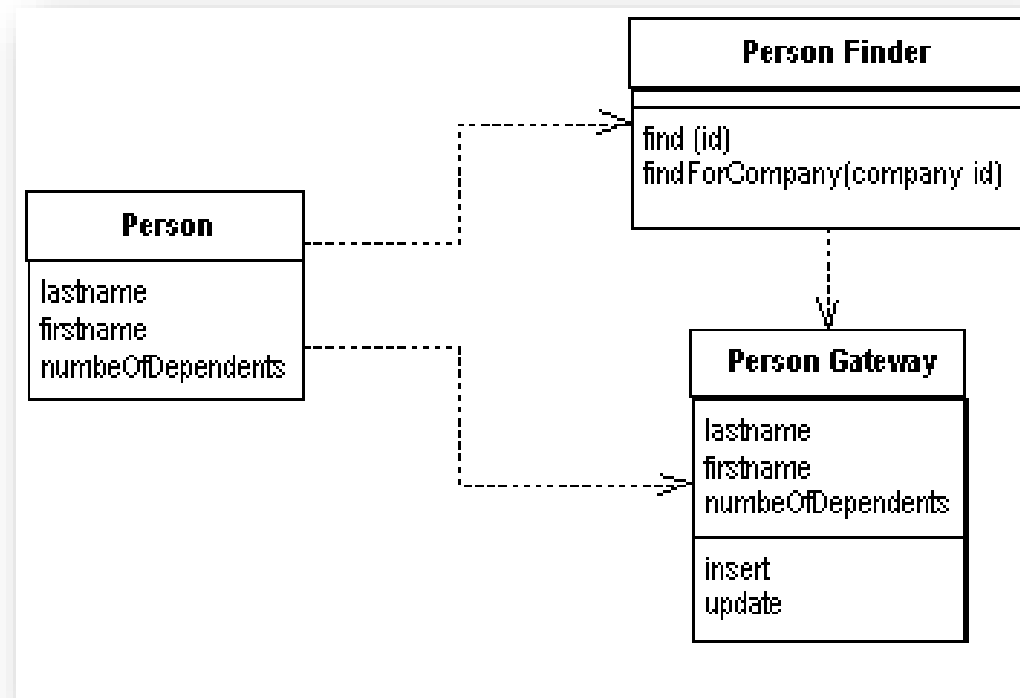 Person Finder
find (id)
findForCompany(company id)
Person
lastname
firstname
numbeOfDependents
Person Gateway
lastname
firstname
numbeOfDependents
insert
update